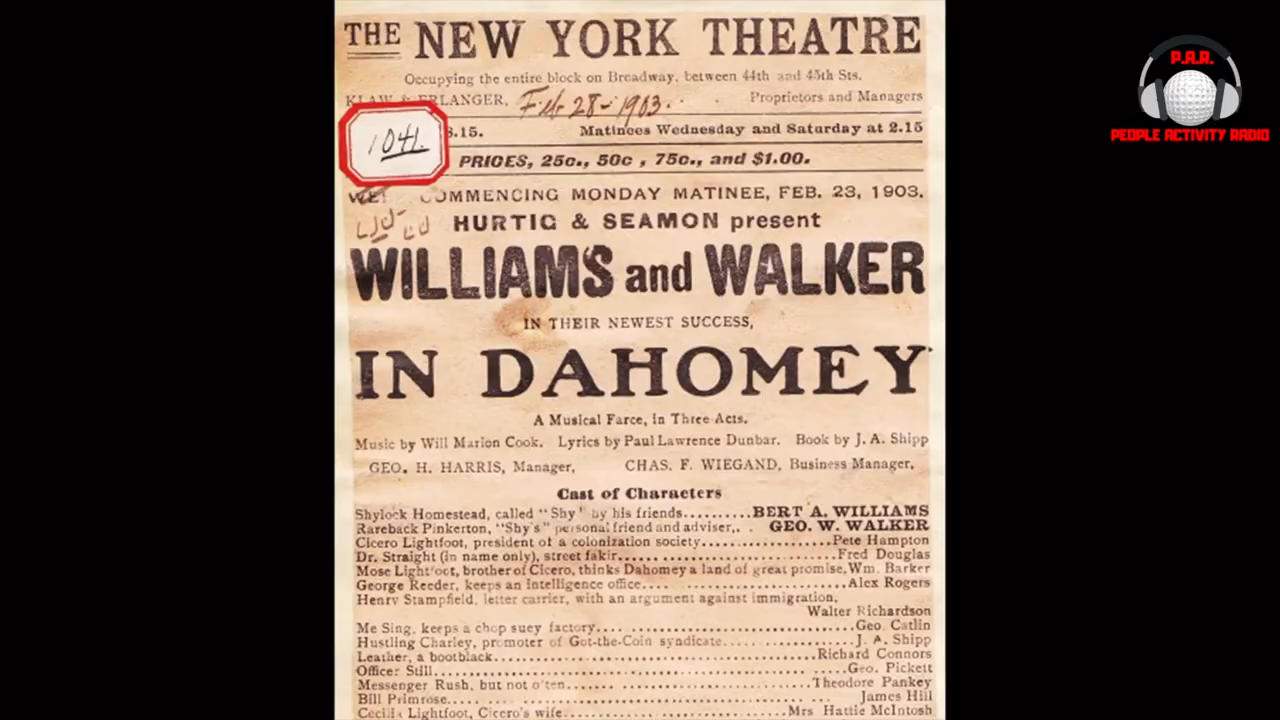 THE NEW YORK THEATRE
Occupying the entire block on Broadway, between 44th and 45th Sts.
KLAW & ERLANGER, Feb 28-1903. Proprietors and Managers
1041. 8.15. Matinees Wednesday and Saturday at 2.15
PRICES, 25c., 50c , 75c., and $1.00.
COMMENCING MONDAY MATINEE, FEB. 23, 1903.
HURTIG & SEAMON present
WILLIAMS and WALKER
IN THEIR NEWEST SUCCESS,
IN DAHOMEY
A Musical Farce, in Three Acts.
Music by Will Marion Cook. Lyrics by Paul Lawrence Dunbar. Book by J. A. Shipp
GEO. H. HARRIS, Manager, CHAS. F. WIEGAND, Business Manager,
Cast of Characters
Shylock Homestead, called "Shy" by his friends.........BERT A. WILLIAMS
Rareback Pinkerton, "Shy's" personal friend and adviser,. . GEO. W. WALKER
Cicero Lightfoot, president of a colonization society..................Pete Hampton
Dr. Straight (in name only), street fakir..............................Fred Douglas
Mose Lightfoot, brother of Cicero, thinks Dahomey a land of great promise, Wm. Barker
George Reeder, keeps an intelligence office............................Alex Rogers
Henry Stampfield, letter carrier, with an argument against immigration,
Walter Richardson
Me Sing, keeps a chop suey factory.....................................Geo. Catlin
Hustling Charley, promoter of Got-the-Coin syndicate...................J. A. Shipp
Leather, a bootblack...................................................Richard Connors
Officer Still..........................................................Geo. Pickett
Messenger Rush, but not often..........................................Theodore Pankey
Bill Primrose..........................................................James Hill
Cecilia Lightfoot, Cicero's wife.......................................Mrs Hattie McIntosh
P.A.R.
PEOPLE ACTIVITY RADIO